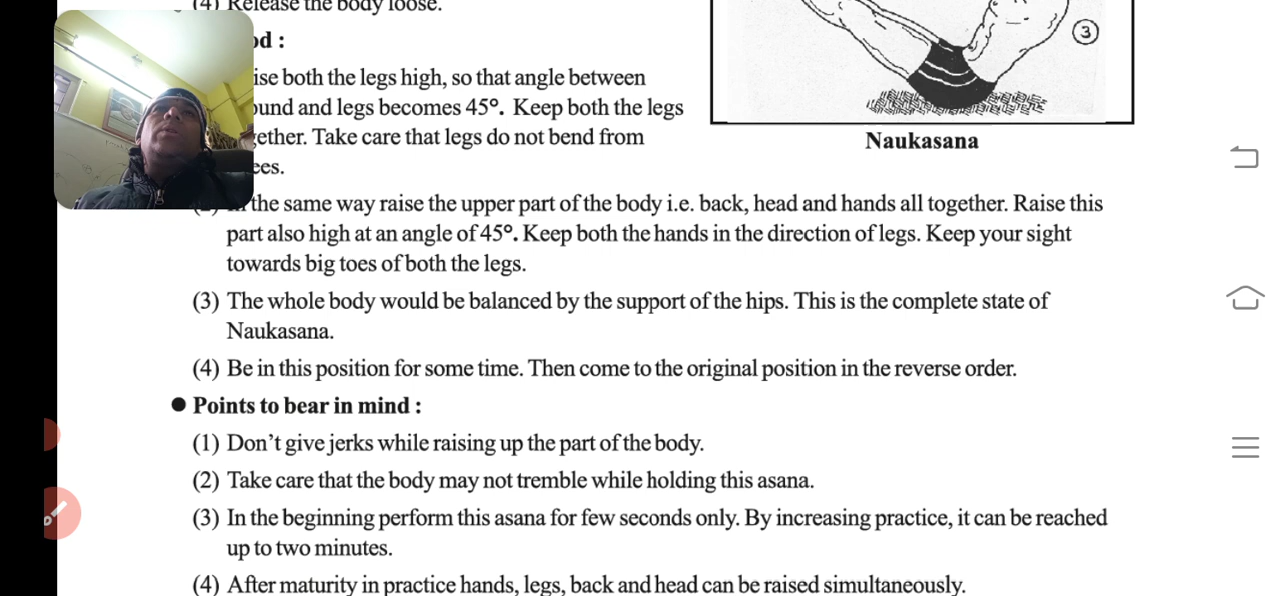 (4) Release the body loose.
od :
ise both the legs high, so that angle between
ound and legs becomes 45°. Keep both the legs
gether. Take care that legs do not bend from
ees.
3
Naukasana
in the same way raise the upper part of the body i.e. back, head and hands all together. Raise this
part also high at an angle of 45°. Keep both the hands in the direction of legs. Keep your sight
towards big toes of both the legs.
(3) The whole body would be balanced by the support of the hips. This is the complete state of
Naukasana.
(4) Be in this position for some time. Then come to the original position in the reverse order.
● Points to bear in mind :
(1) Don’t give jerks while raising up the part of the body.
(2) Take care that the body may not tremble while holding this asana.
(3) In the beginning perform this asana for few seconds only. By increasing practice, it can be reached
up to two minutes.
(4) After maturity in practice hands, legs, back and head can be raised simultaneously.